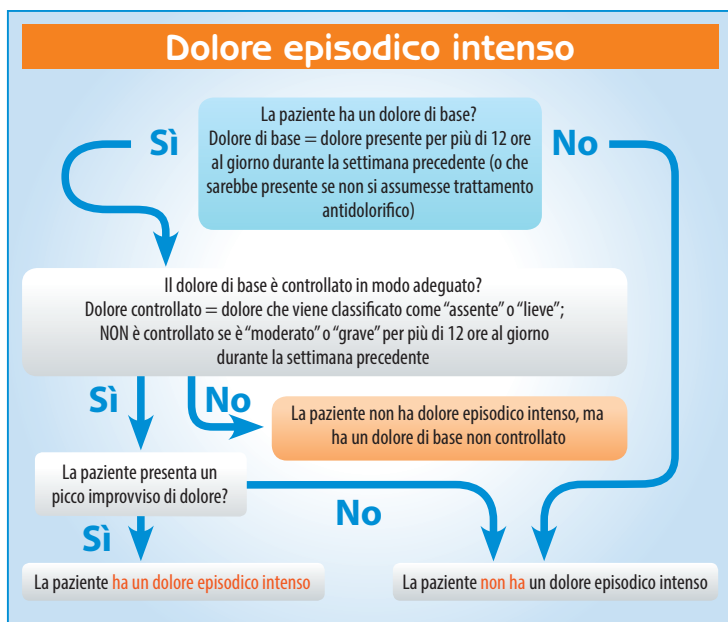 Dolore episodico intenso
La paziente ha un dolore di base?
Dolore di base = dolore presente per più di 12 ore
al giorno durante la settimana precedente (o che
sarebbe presente se non si assumesse trattamento
antidolorifico)
Sì
No
Il dolore di base è controllato in modo adeguato?
Dolore controllato = dolore che viene classificato come “assente” o “lieve”;
NON è controllato se è “moderato” o “grave” per più di 12 ore al giorno
durante la settimana precedente
Sì
No
La paziente non ha dolore episodico intenso, ma
ha un dolore di base non controllato
La paziente presenta un
picco improvviso di dolore?
No
Sì
La paziente ha un dolore episodico intenso
La paziente non ha un dolore episodico intenso